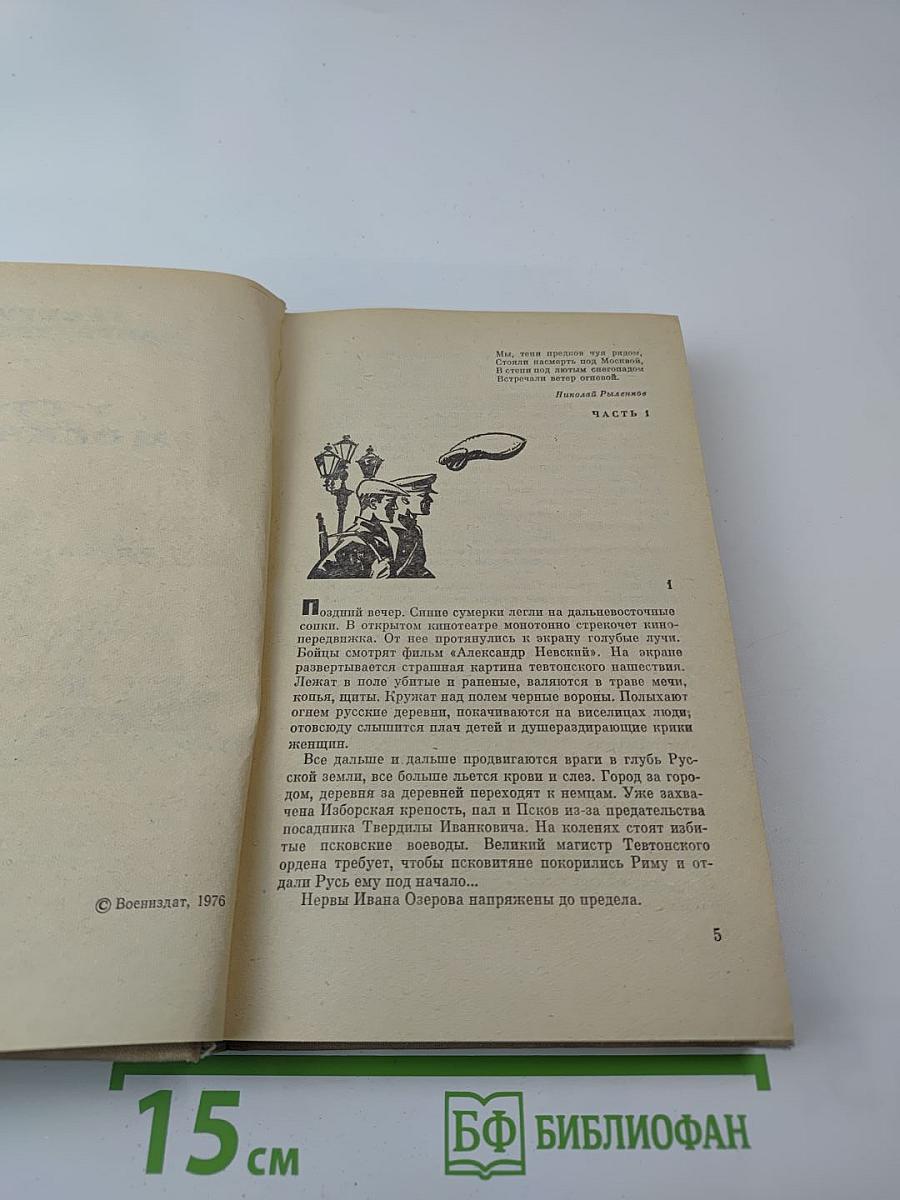 Мы, тени предков чуя рядом,
Стояли насмерть под Москвой,
В степи под лютым снегопадом
Встречали ветер огневой.
Николай Рыленков
ЧАСТЬ 1
1
Поздний вечер. Синие сумерки легли на дальневосточные
сопки. В открытом кинотеатре монотонно стрекочет кино-
передвижка. От нее протянулись к экрану голубые лучи.
Бойцы смотрят фильм «Александр Невский». На экране
развертывается страшная картина тевтонского нашествия.
Лежат в поле убитые и раненые, валяются в траве мечи,
копья, щиты. Кружат над полем черные вороны. Полыхают
огнем русские деревни, покачиваются на виселицах люди,
отовсюду слышится плач детей и душераздирающие крики
женщин.
Все дальше и дальше продвигаются враги в глубь Рус-
ской земли, все больше льется крови и слез. Город за горо-
дом, деревня за деревней переходят к немцам. Уже захва-
чена Изборская крепость, пал и Псков из-за предательства
посадника Твердилы Иванковича. На коленях стоят изби-
тые псковские воеводы. Великий магистр Тевтонского
ордена требует, чтобы псковитяне покорились Риму и от-
дали Русь ему под начало...
Нервы Ивана Озерова напряжены до предела.
5
© Воениздат, 1976
15 см
БФ БИБЛИОФАН